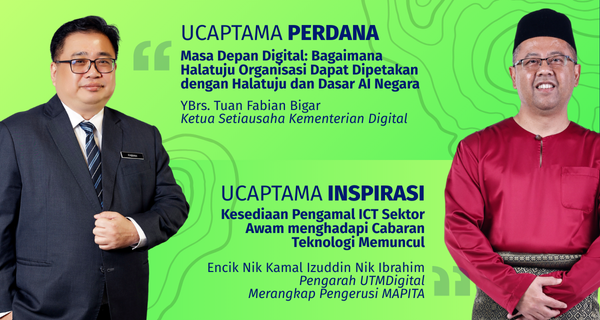 UCAPTAMA PERDANA
Masa Depan Digital: Bagaimana
Halatuju Organisasi Dapat Dipetakan
dengan Halatuju dan Dasar AI Negara
YBrs. Tuan Fabian Bigar
Ketua Setiausaha Kementerian Digital
UCAPTAMA INSPIRASI
Kesediaan Pengamal ICT Sektor
Awam menghadapi Cabaran
Teknologi Memuncul
Encik Nik Kamal Izuddin Nik Ibrahim
Pengarah UTMDigital
Merangkap Pengerusi MAPITA